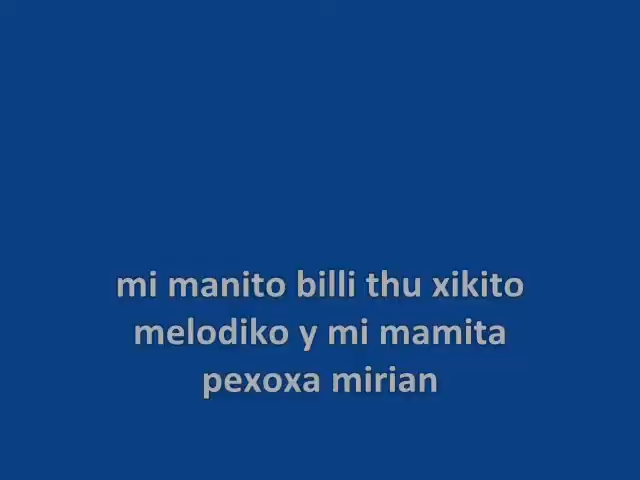 mi manito billi thu xikito
melodiko y mi mamita
pexoxa mirian